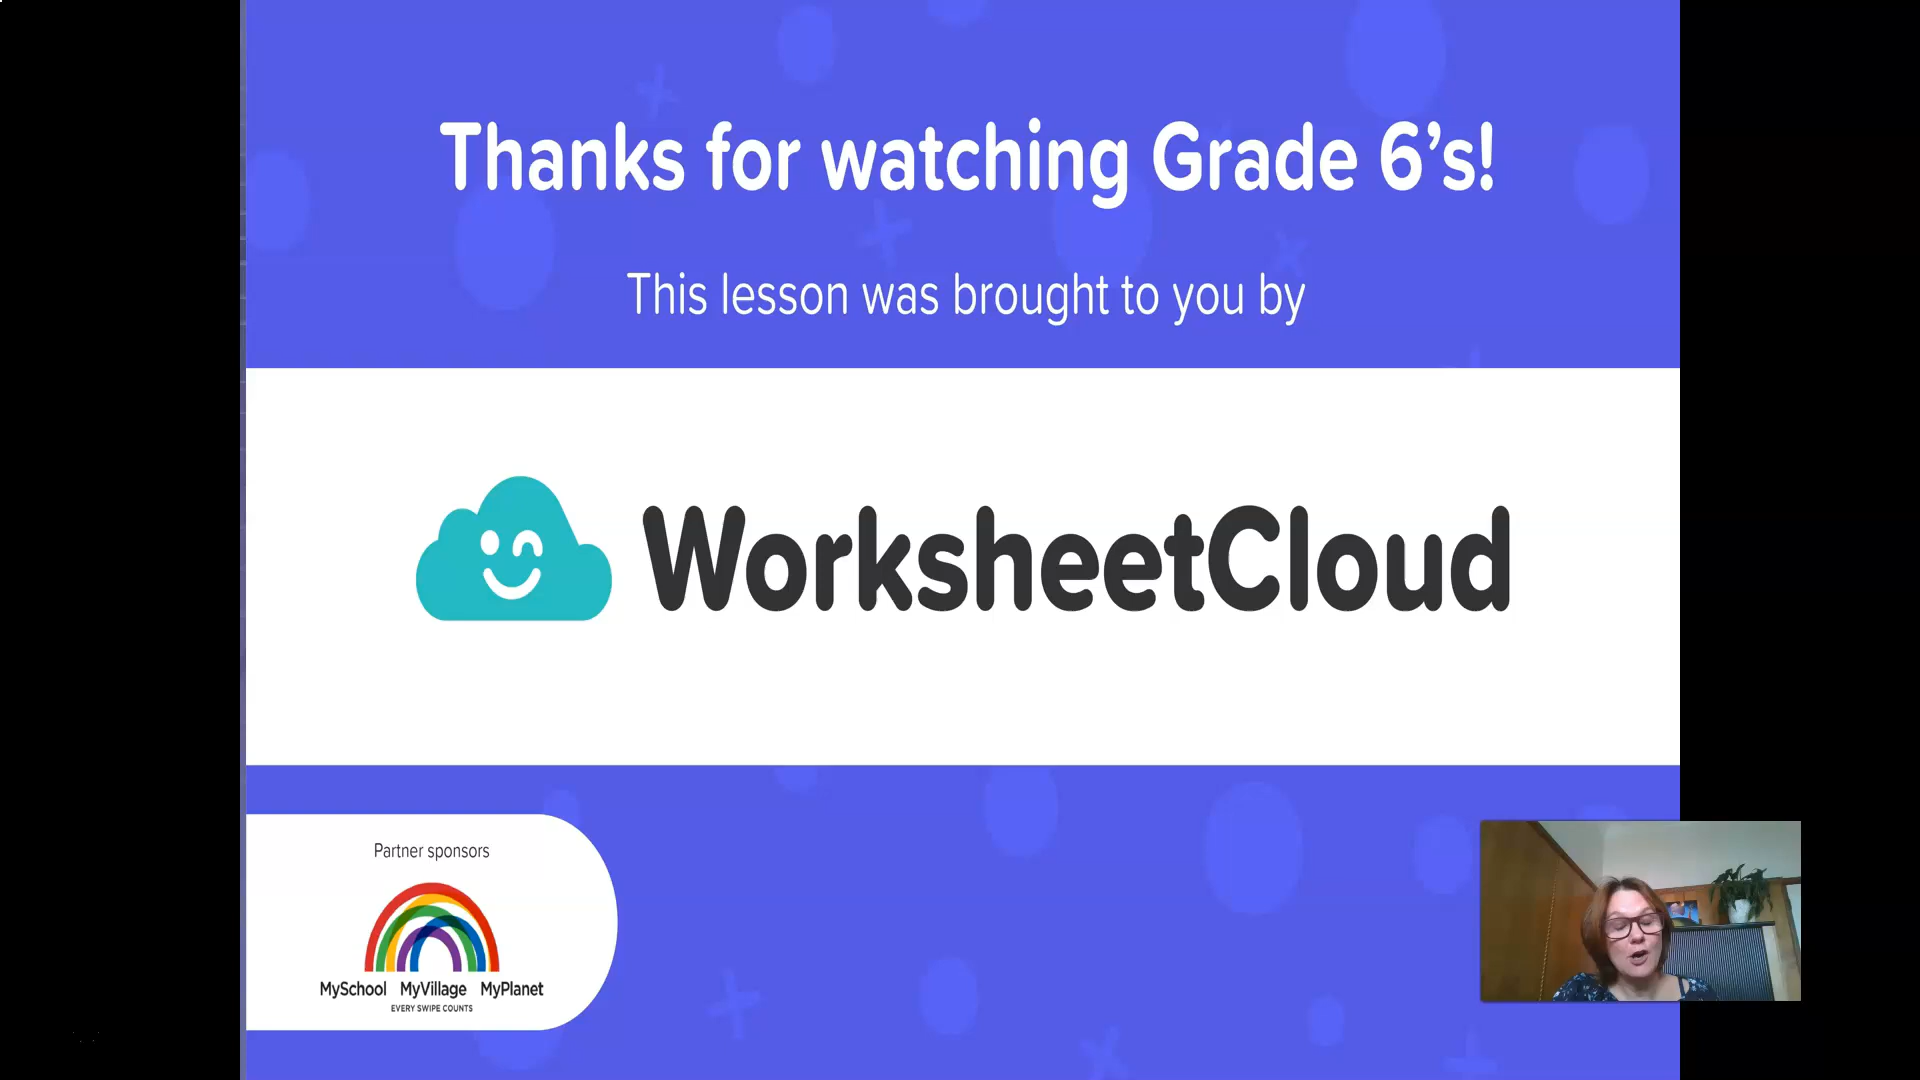 Thanks for watching Grade 6’s!
This lesson was brought to you by
WorksheetCloud
Partner sponsors
MySchool MyVillage MyPlanet
EVERY SWIPE COUNTS